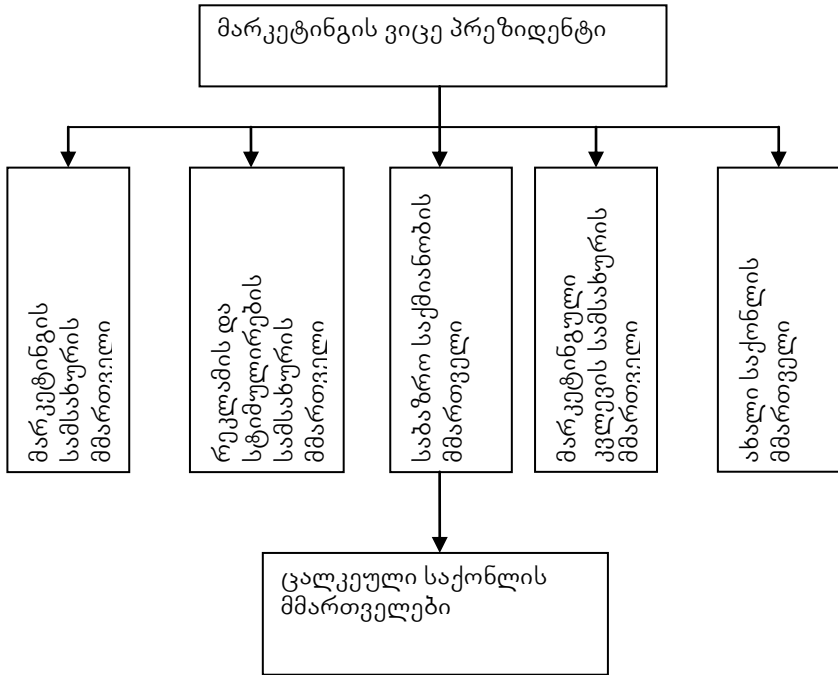 მარკეტინგის ვიცე პრეზიდენტი
მარკეტინგის
სამსახურის
მმართველი
რეკლამის და
სტიმულირების
სამსახურის
მმართველი
საბაზრო საქმიანობის
მმართველი
მარკეტინგული
კვლევის სამსახურის
მმართველი
ახალი საქონლის
მმართველი
ცალკეული საქონლის
მმართველები